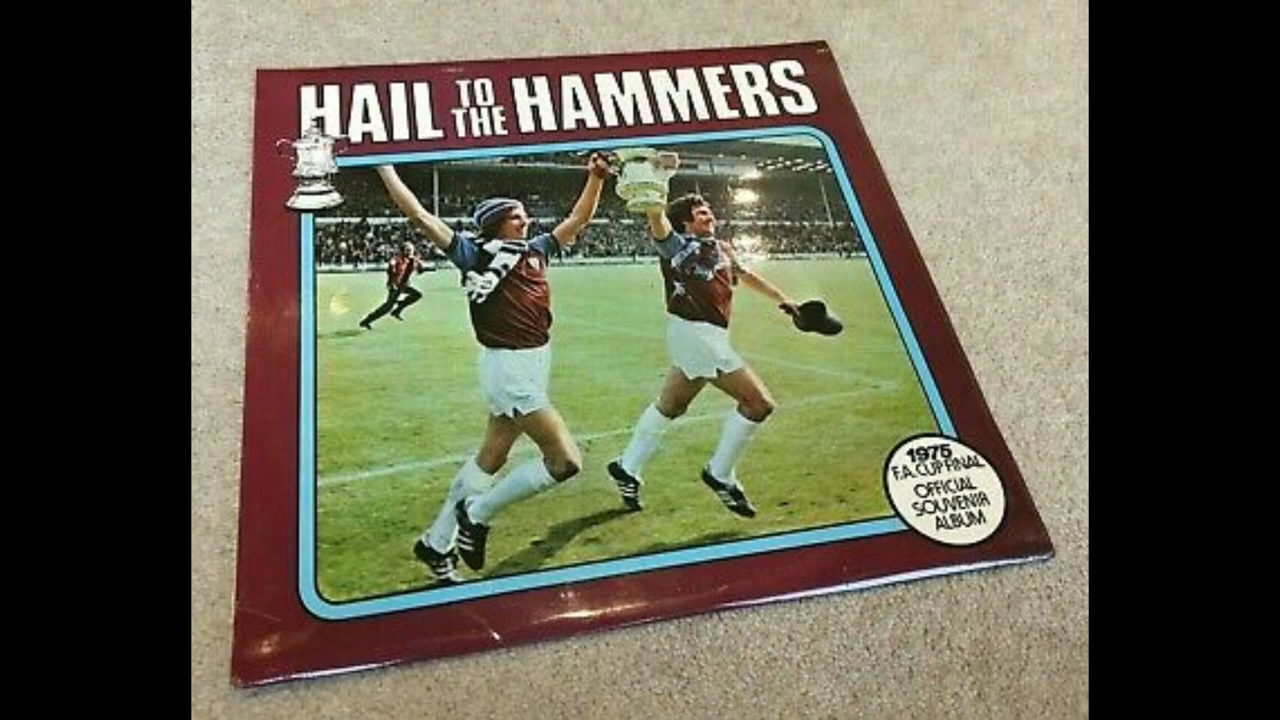 HAIL TO THE HAMMERS
1975
F.A. CUP FINAL
OFFICIAL
SOUVENIR
ALBUM